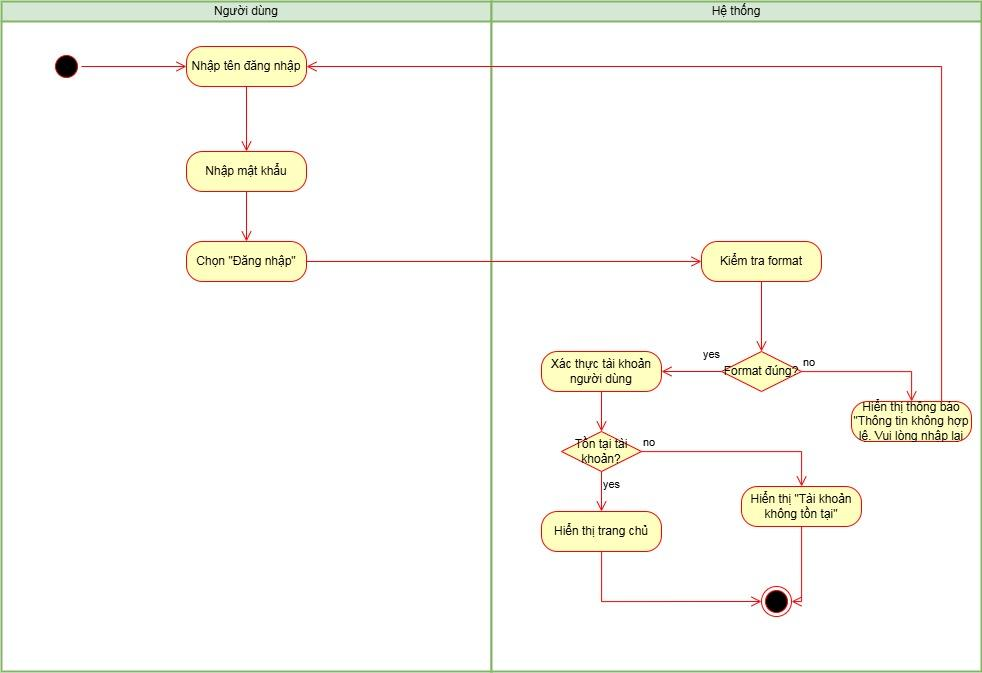 Người dùng
Hệ thống
Nhập tên đăng nhập
Nhập mật khẩu
Chọn "Đăng nhập"
Kiểm tra format
Format đúng?
yes
no
Xác thực tài khoản
người dùng
Hiển thị thông báo
"Thông tin không hợp
lệ. Vui lòng nhập lại
Tồn tại tài
khoản?
no
yes
Hiển thị "Tài khoản
không tồn tại"
Hiển thị trang chủ